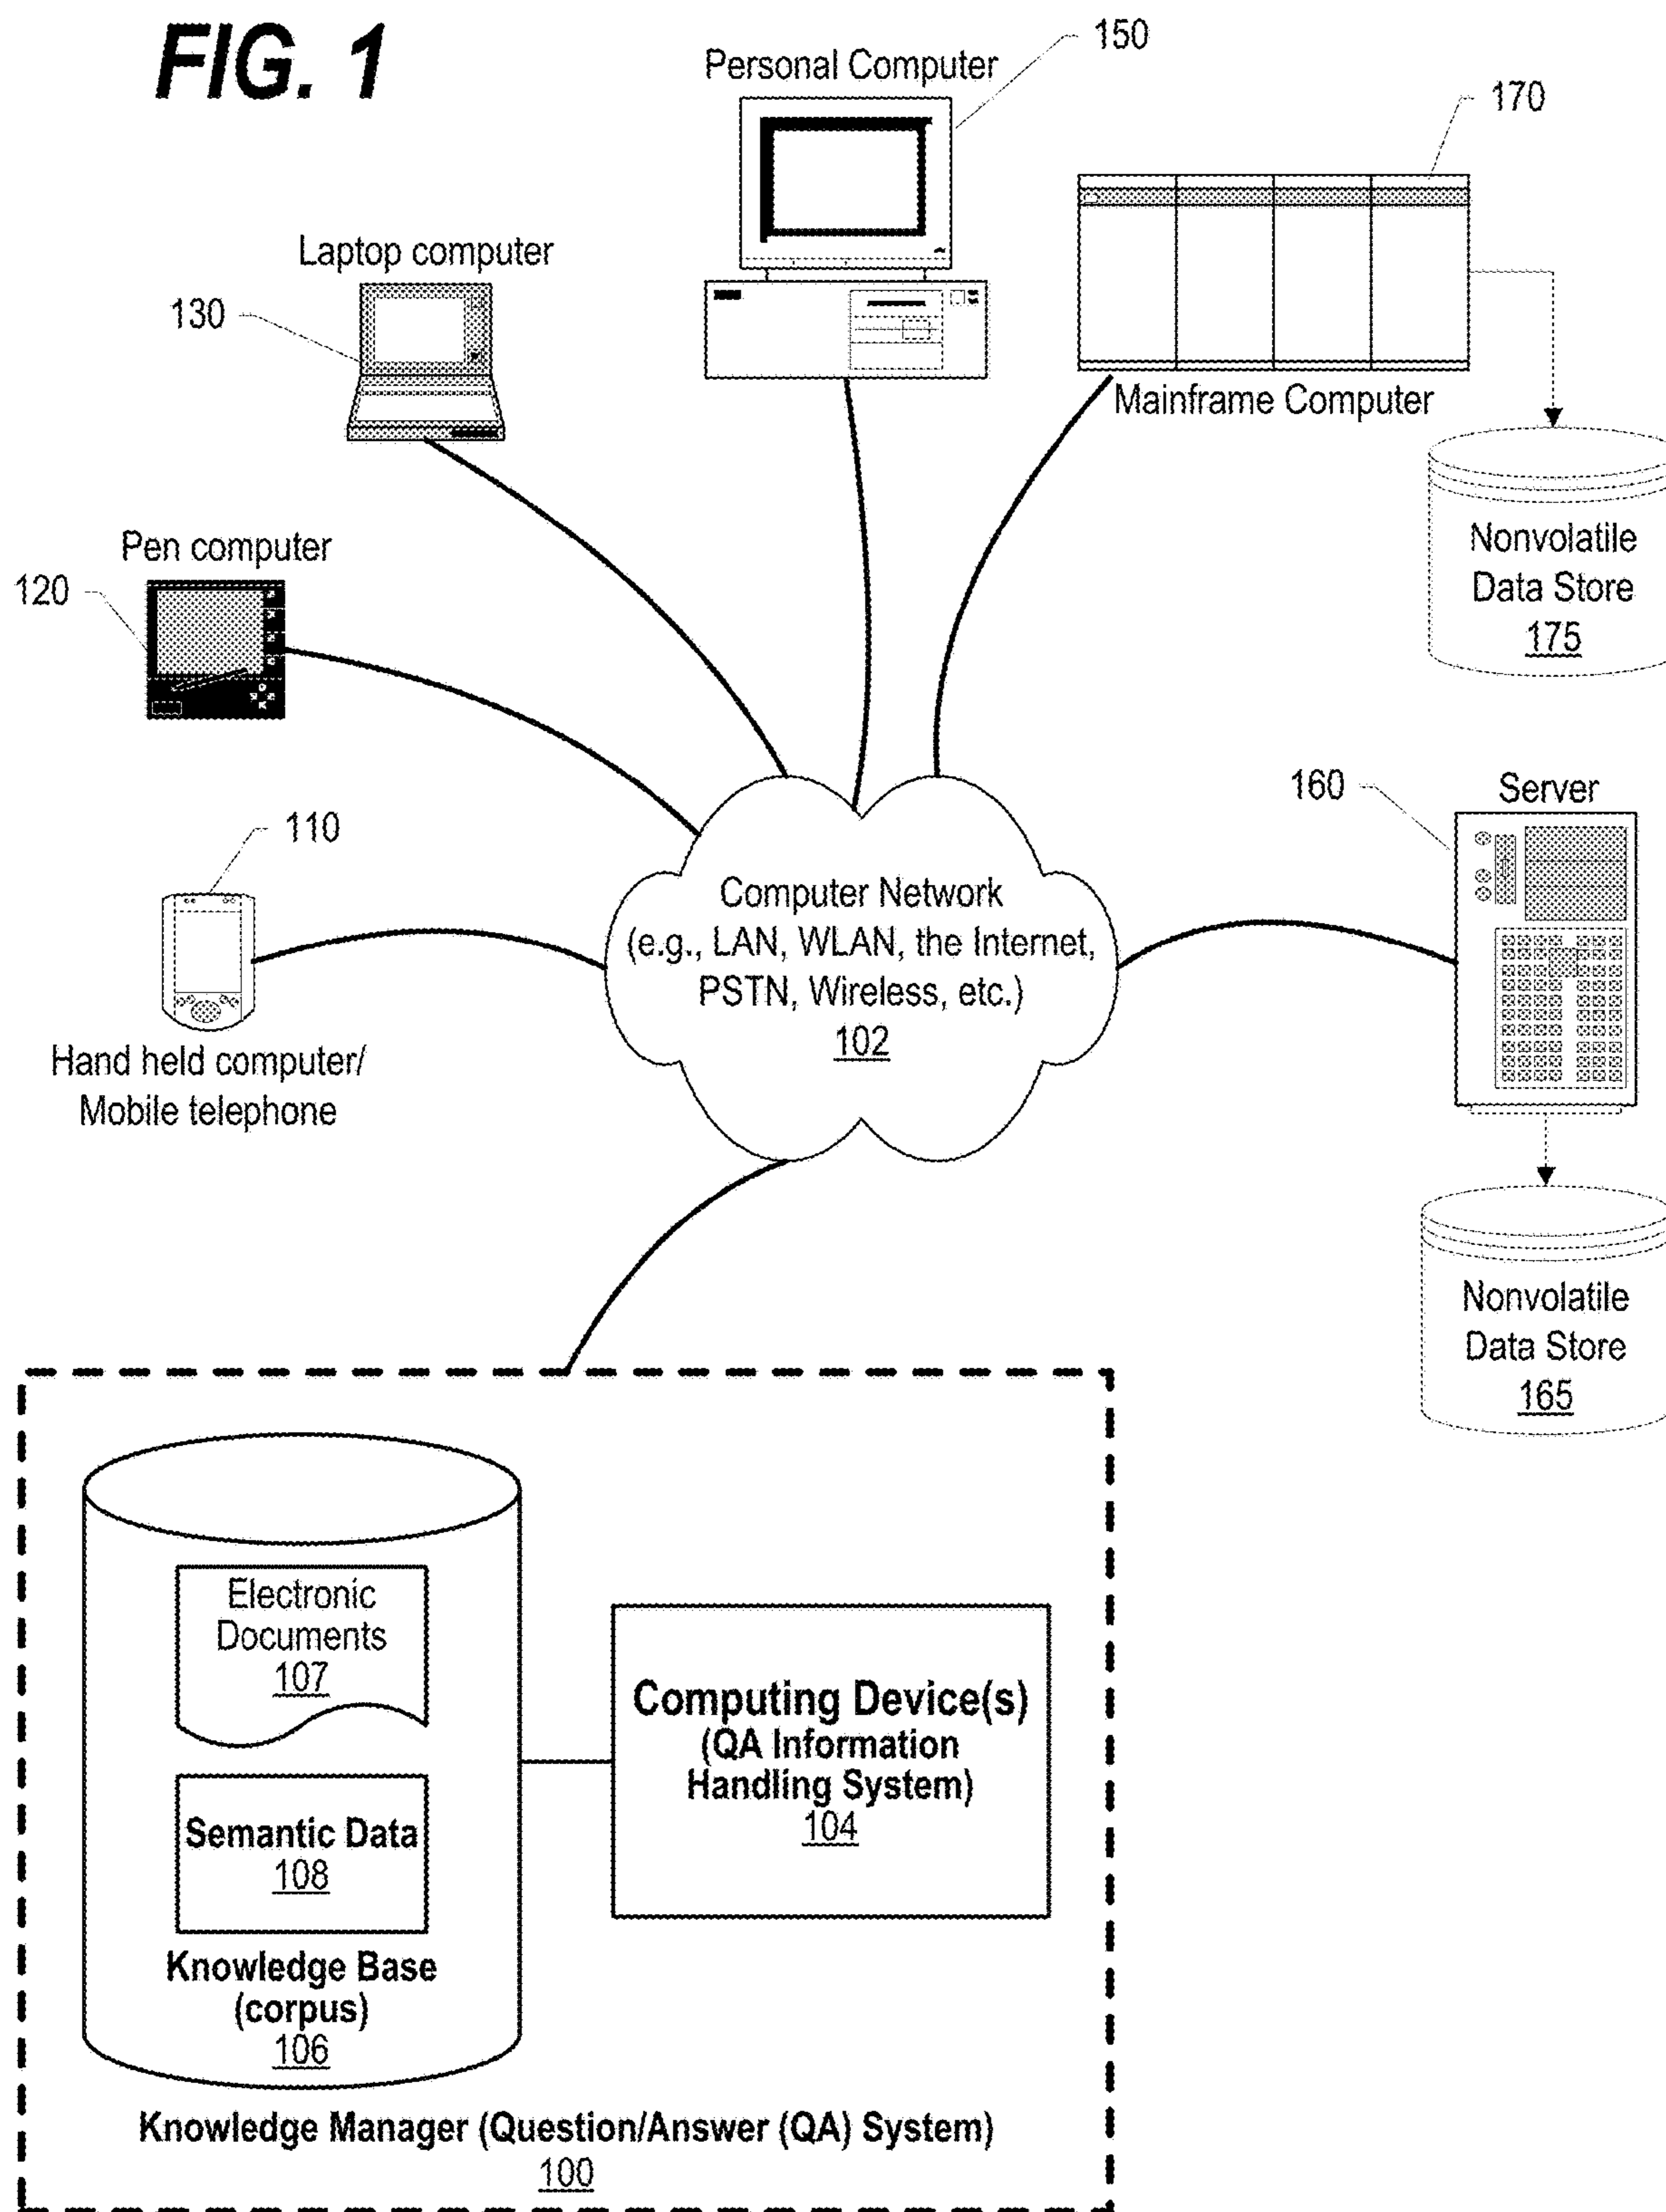 FIG. 1
Personal Computer
150
170
Laptop computer
130
Mainframe Computer
Nonvolatile
Data Store
175
Pen computer
120
160
Server
110
Hand held computer/
Mobile telephone
Computer Network
(e.g., LAN, WLAN, the Internet,
PSTN, Wireless, etc.)
102
Nonvolatile
Data Store
165
Electronic
Documents
107
Semantic Data
108
Knowledge Base
(corpus)
106
Computing Device(s)
(QA Information
Handling System)
104
Knowledge Manager (Question/Answer (QA) System)
100